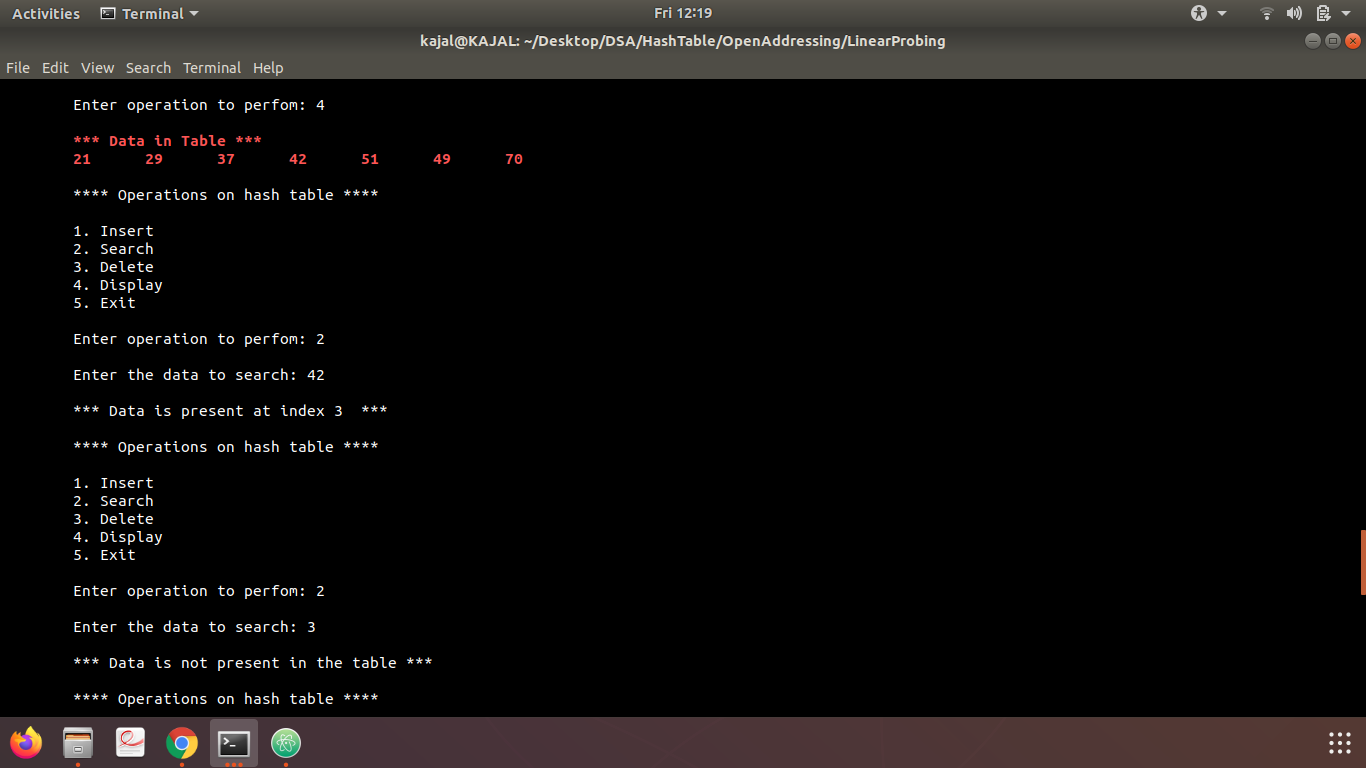 Activities Terminal Fri 12:19
kajal@KAJAL: ~/Desktop/DSA/HashTable/OpenAddressing/LinearProbing
File Edit View Search Terminal Help
Enter operation to perfom: 4
*** Data in Table ***
21 29 37 42 51 49 70
**** Operations on hash table ****
1. Insert
2. Search
3. Delete
4. Display
5. Exit
Enter operation to perfom: 2
Enter the data to search: 42
*** Data is present at index 3  ***
**** Operations on hash table ****
1. Insert
2. Search
3. Delete
4. Display
5. Exit
Enter operation to perfom: 2
Enter the data to search: 3
*** Data is not present in the table ***
**** Operations on hash table ****